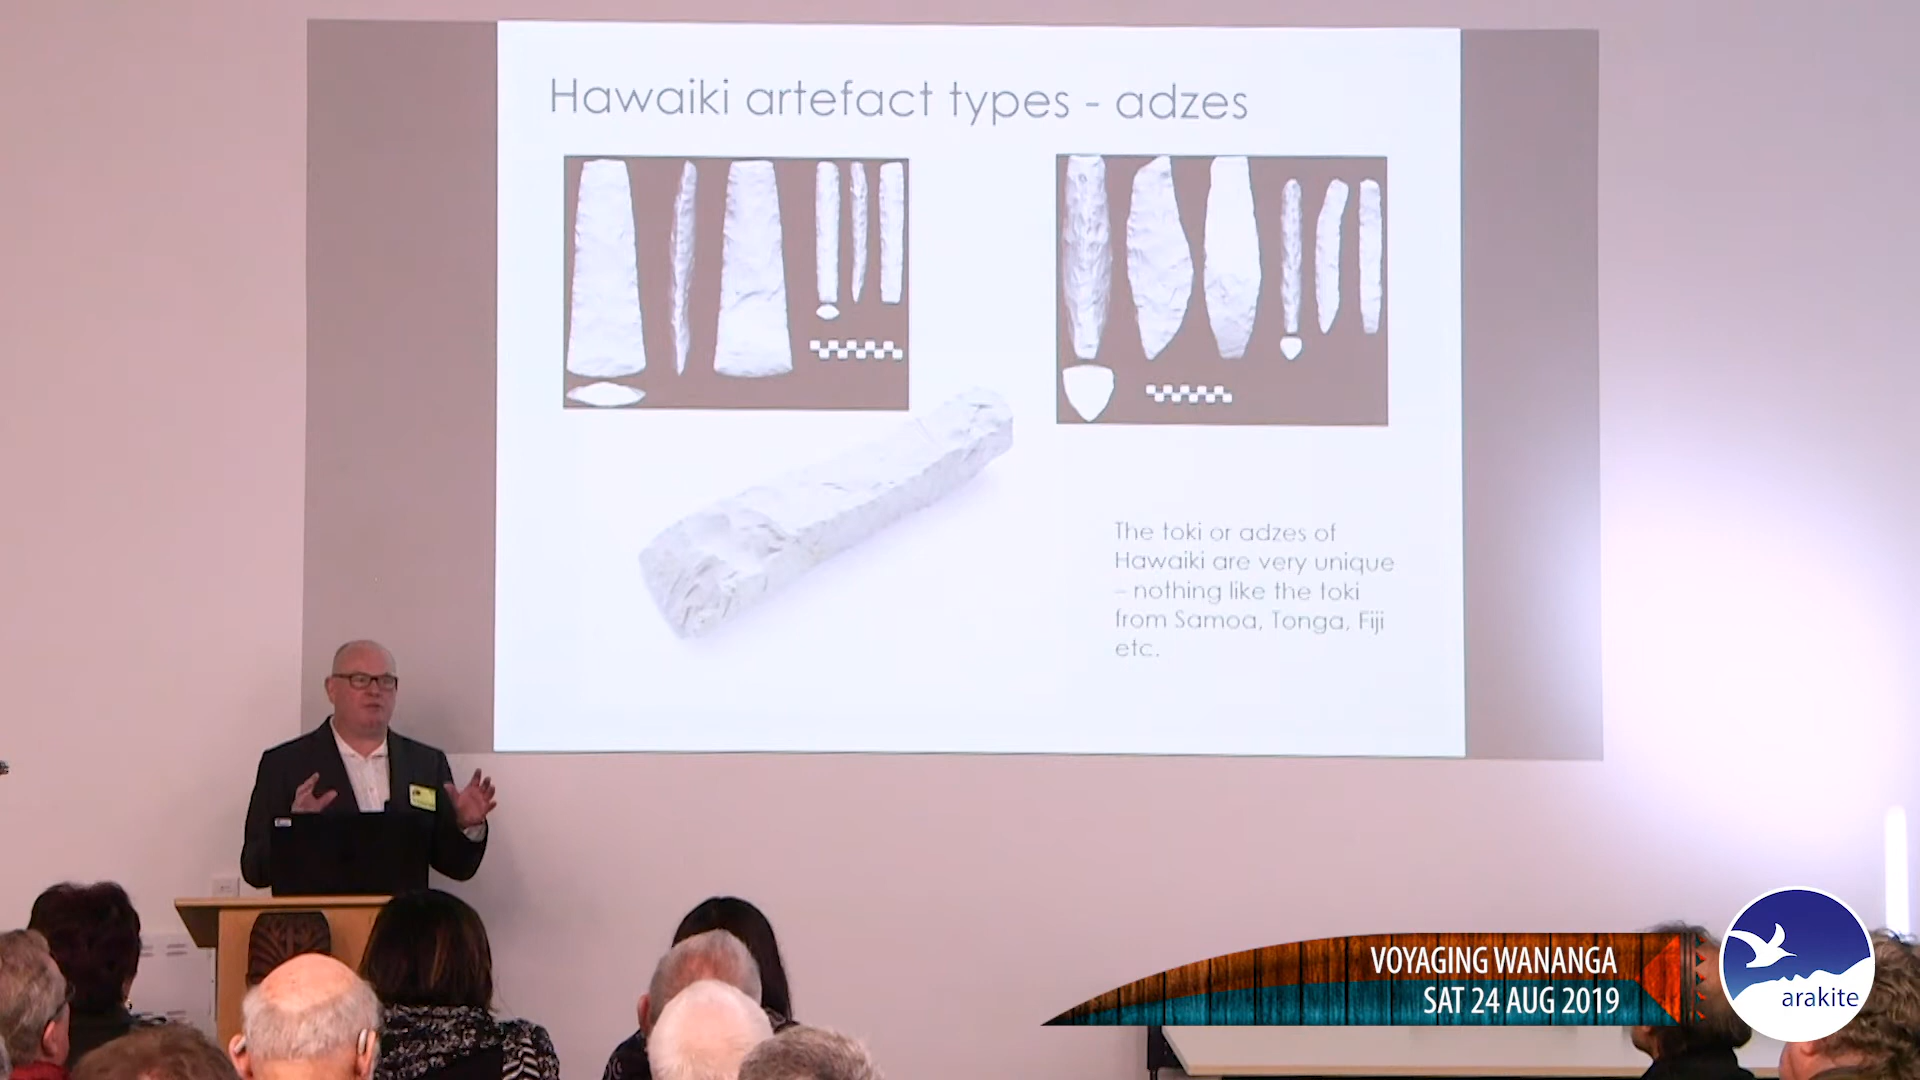 Hawaiki artefact types - adzes
The toki or adzes of
Hawaiki are very unique
– nothing like the toki
from Samoa, Tonga, Fiji
etc.
VOYAGING WANANGA
SAT 24 AUG 2019
arakite